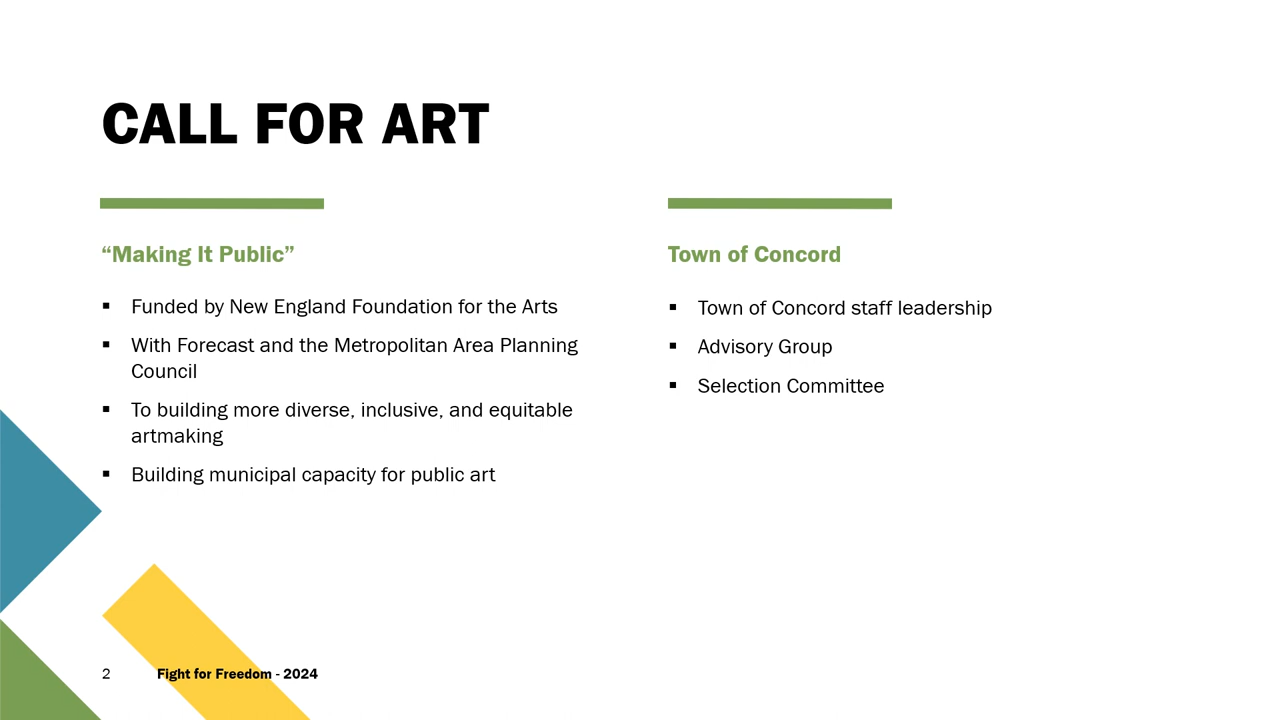 CALL FOR ART
“Making It Public”
▪ Funded by New England Foundation for the Arts
▪ With Forecast and the Metropolitan Area Planning
Council
▪ To building more diverse, inclusive, and equitable
artmaking
▪ Building municipal capacity for public art
Town of Concord
▪ Town of Concord staff leadership
▪ Advisory Group
▪ Selection Committee
2 Fight for Freedom - 2024